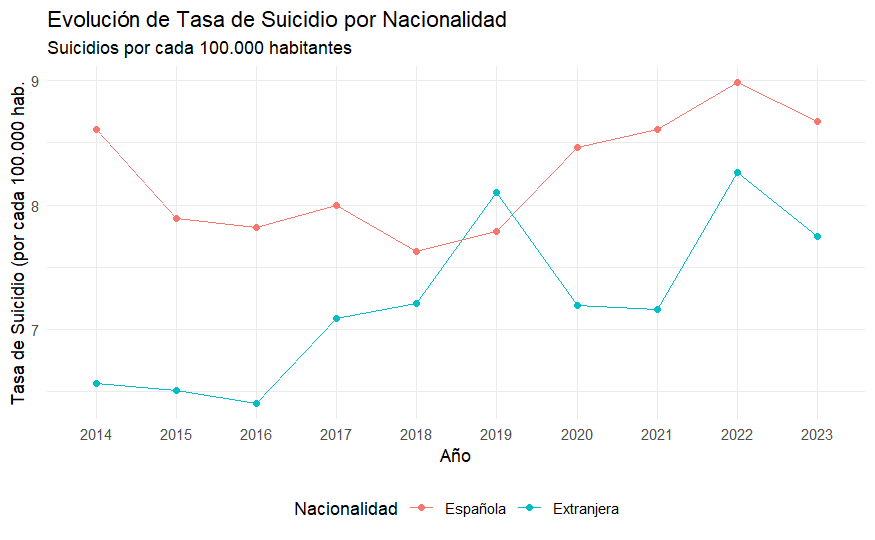 Evolución de Tasa de Suicidio por Nacionalidad
Suicidios por cada 100.000 habitantes
Tasa de Suicidio (por cada 100.000 hab.
9
8
7
2014 2015 2016 2017 2018 2019 2020 2021 2022 2023
Año
Nacionalidad Española Extranjera